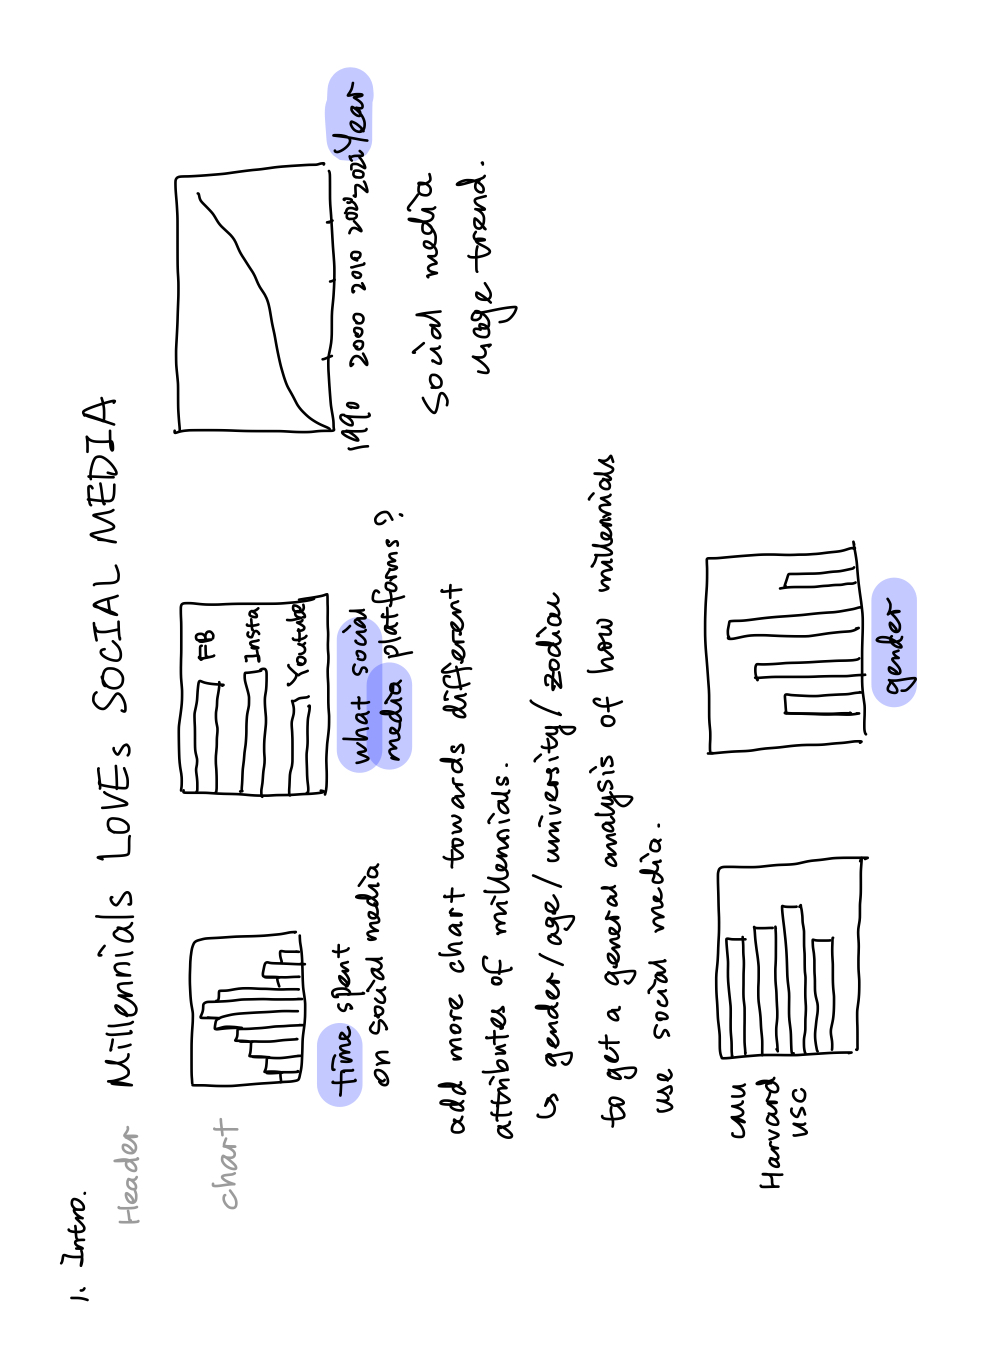 1. Intro.
Header
Millennials LOVEs SOCIAL MEDIA
chart
FB
Insta
Youtube
time spent
on social media
what social
media platforms?
1990 2000 2010 2020 2022 Year
social media
usage trend.
add more chart towards different
attributes of millennials.
↳ gender/age/university/zodiac
to get a general analysis of how millennials
use social media.
CMU
Harvard
USC
gender